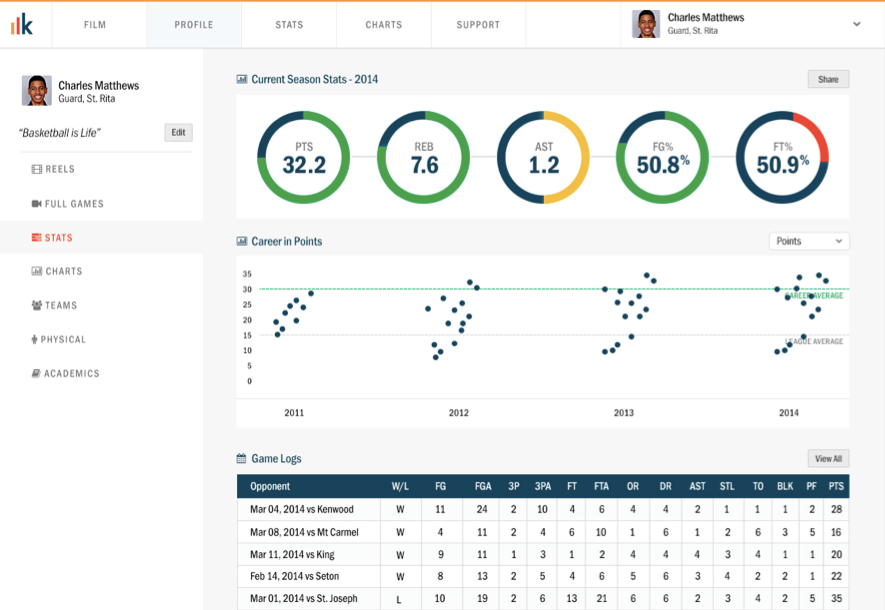 k FILM PROFILE STATS CHARTS SUPPORT Charles Matthews
Guard, St. Rita
Charles Matthews
Guard, St. Rita
"Basketball is Life" Edit
REELS
FULL GAMES
STATS
CHARTS
TEAMS
PHYSICAL
ACADEMICS
Current Season Stats - 2014 Share
PTS REB AST FG% FT%
32.2 7.6 1.2 50.8% 50.9%
Career in Points Points
35
30
CAREER AVERAGE
25
20
15
LEAGUE AVERAGE
10
5
0
2011 2012 2013 2014
Game Logs View All
Opponent W/L FG FGA 3P 3PA FT FTA OR DR AST STL TO BLK PF PTS
Mar 04, 2014 vs Kenwood W 11 24 2 10 4 6 4 4 2 1 1 1 2 28
Mar 08, 2014 vs Mt Carmel W 4 11 2 4 6 10 1 6 1 2 6 3 5 16
Mar 11, 2014 vs King W 9 11 1 3 1 2 4 4 4 3 4 1 1 20
Feb 14, 2014 vs Seton W 8 13 2 5 4 6 5 6 3 4 2 2 1 22
Mar 01, 2014 vs St. Joseph L 10 19 2 6 13 21 6 6 2 3 4 2 5 35